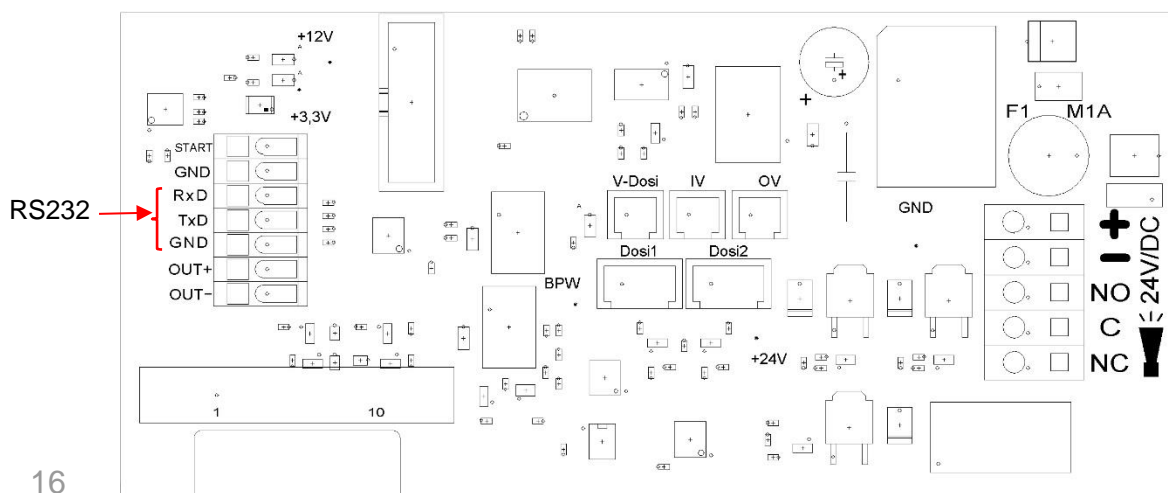 +12V
A
A
+3,3V
START
GND
RxD
TxD
GND
OUT+
OUT-
RS232
A
V-Dosi IV OV
Dosi1 Dosi2
BPW
+24V
+
+
F1 M1A
GND
+
-
NO
C
NC
24V/DC
1 10
16